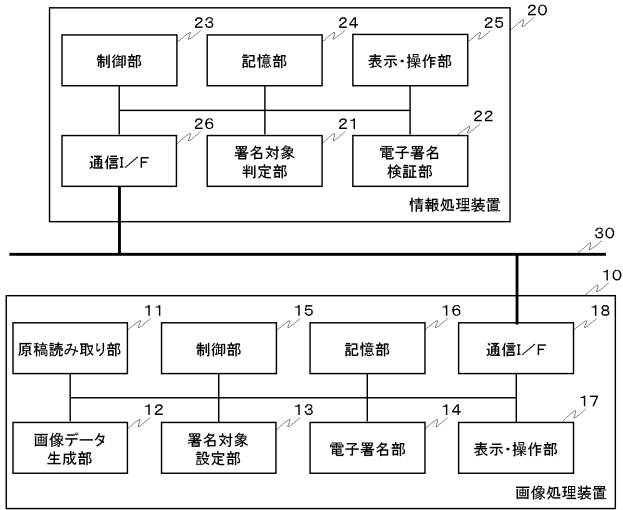 20
23
24
25
制御部
記憶部
表示・操作部
26
21
22
通信I／F
署名対象
判定部
電子署名
検証部
情報処理装置
30
10
11
15
16
18
原稿読み取り部
制御部
記憶部
通信I／F
12
13
14
17
画像データ
生成部
署名対象
設定部
電子署名部
表示・操作部
画像処理装置